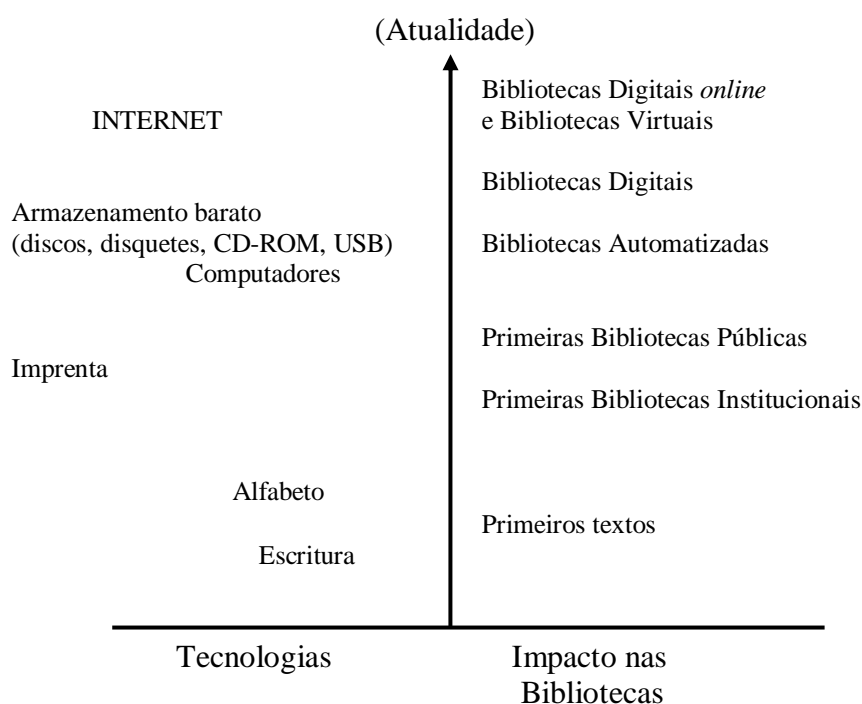 (Atualidade)
Bibliotecas Digitais online
INTERNET
e Bibliotecas Virtuais
Bibliotecas Digitais
Armazenamento barato
(discos, disquetes, CD-ROM, USB)
Bibliotecas Automatizadas
Computadores
Primeiras Bibliotecas Públicas
Imprenta
Primeiras Bibliotecas Institucionais
Alfabeto
Primeiros textos
Escritura
Tecnologias
Impacto nas
Bibliotecas